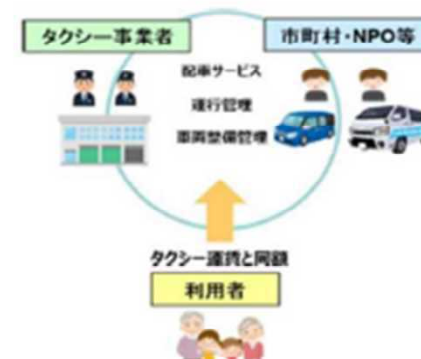 タクシー事業者
市町村・NPO等
配車サービス
運行管理
車両整備管理
タクシー運賃と同額
利用者